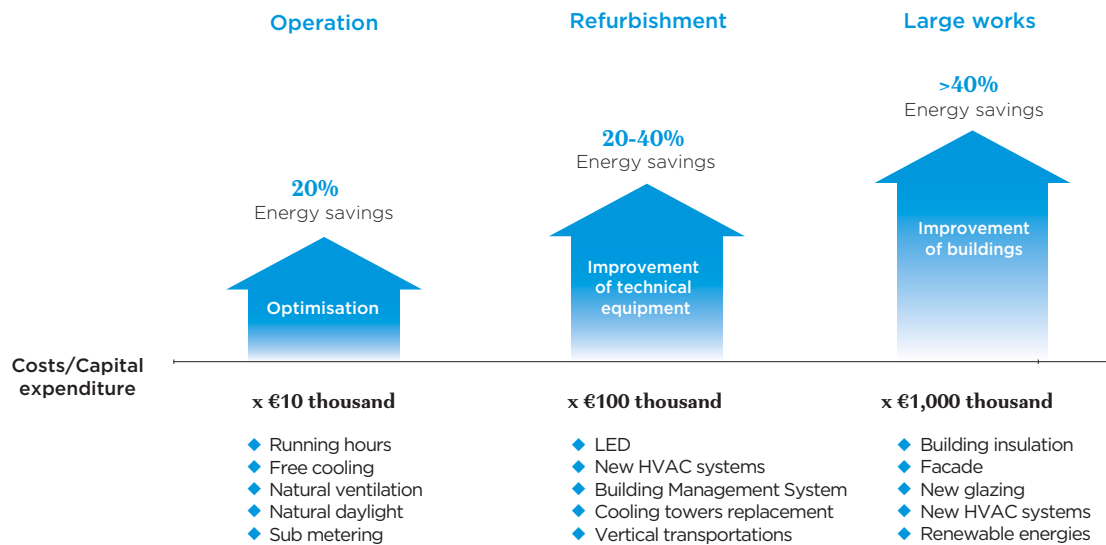 Operation
Refurbishment
Large works
20%
Energy savings
20-40%
Energy savings
>40%
Energy savings
Optimisation
Improvement
of technical
equipment
Improvement
of buildings
Costs/Capital
expenditure
x €10 thousand
x €100 thousand
x €1,000 thousand
Running hours
Free cooling
Natural ventilation
Natural daylight
Sub metering
LED
New HVAC systems
Building Management System
Cooling towers replacement
Vertical transportations
Building insulation
Facade
New glazing
New HVAC systems
Renewable energies